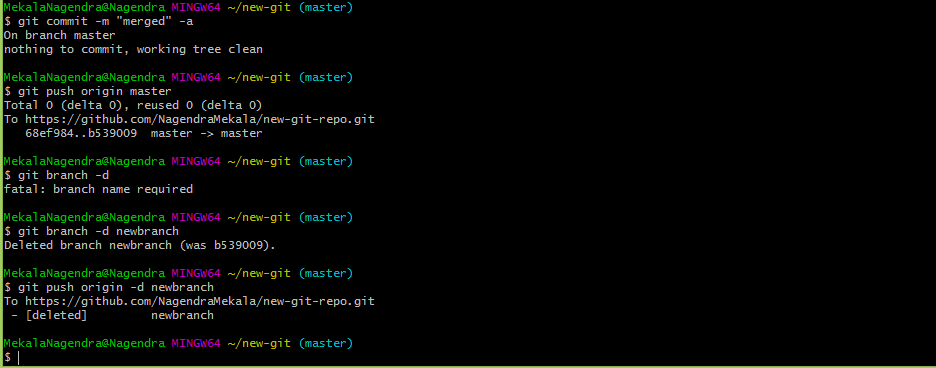 MekalaNagendra@Nagendra MINGW64 ~/new-git (master)
$ git commit -m "merged" -a
On branch master
nothing to commit, working tree clean
MekalaNagendra@Nagendra MINGW64 ~/new-git (master)
$ git push origin master
Total 0 (delta 0), reused 0 (delta 0)
To https://github.com/NagendraMekala/new-git-repo.git
   68ef984..b539009  master -> master
MekalaNagendra@Nagendra MINGW64 ~/new-git (master)
$ git branch -d
fatal: branch name required
MekalaNagendra@Nagendra MINGW64 ~/new-git (master)
$ git branch -d newbranch
Deleted branch newbranch (was b539009).
MekalaNagendra@Nagendra MINGW64 ~/new-git (master)
$ git push origin -d newbranch
To https://github.com/NagendraMekala/new-git-repo.git
 - [deleted]         newbranch
MekalaNagendra@Nagendra MINGW64 ~/new-git (master)
$